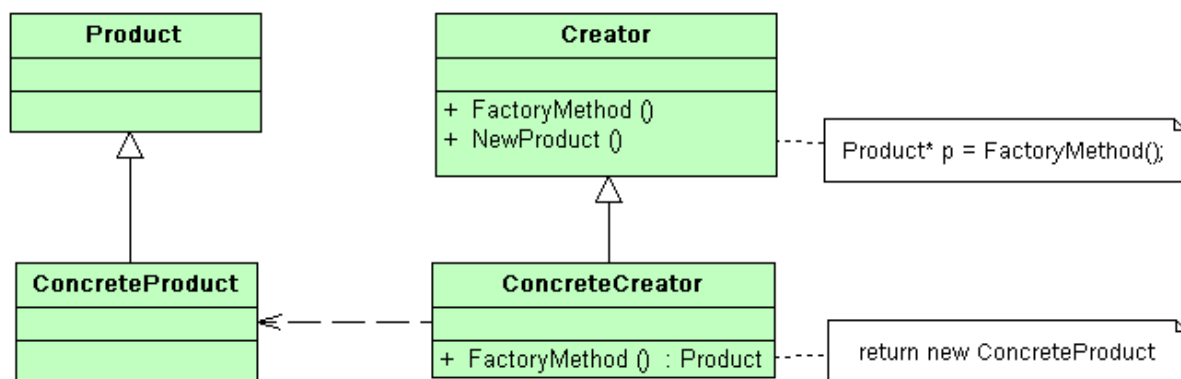 Product
Creator
+ FactoryMethod ()
+ NewProduct ()
Product* p = FactoryMethod();
ConcreteProduct
ConcreteCreator
+ FactoryMethod () : Product
return new ConcreteProduct